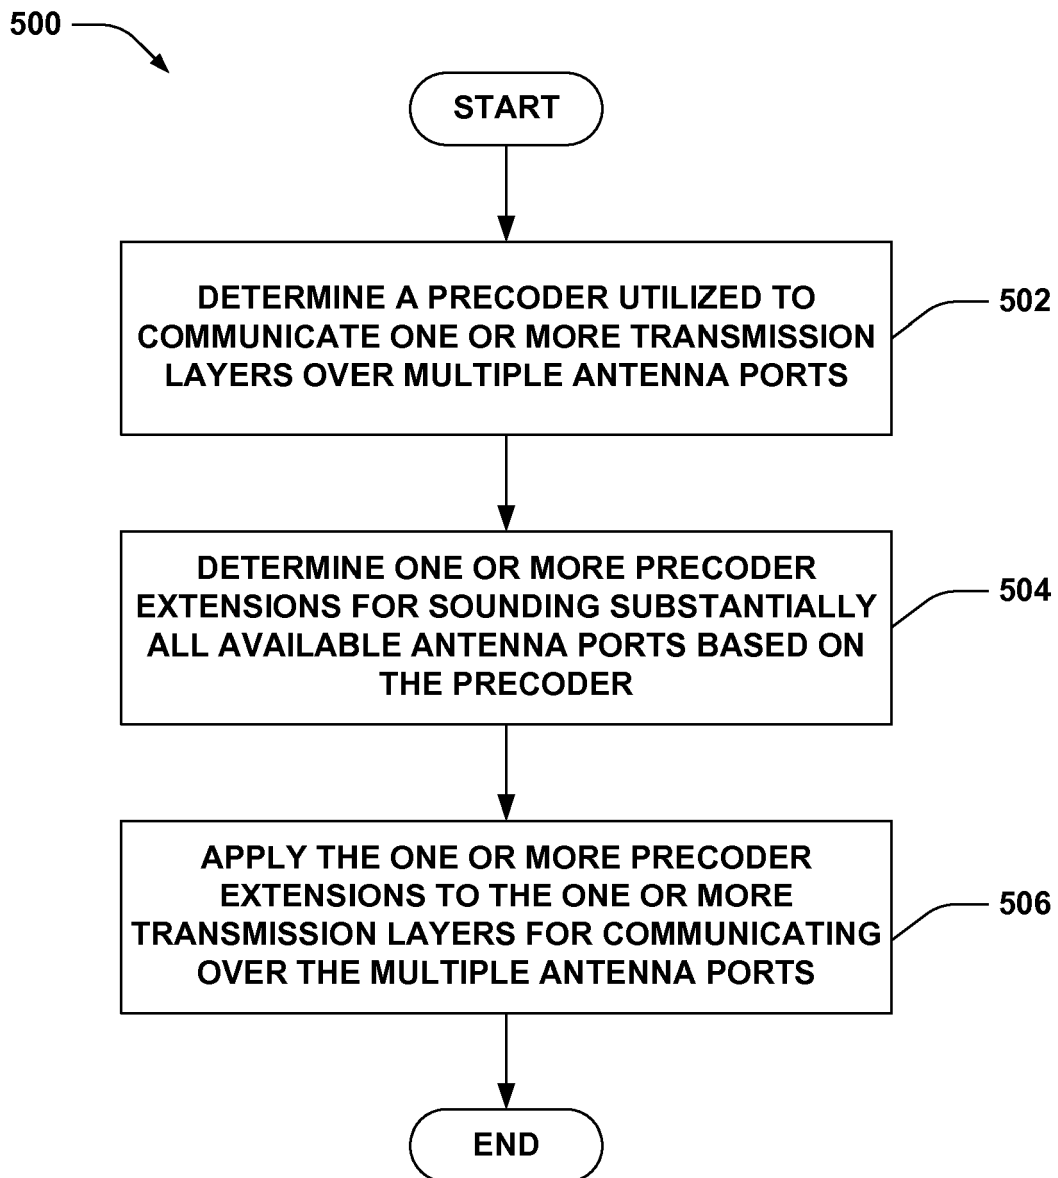 500
START
DETERMINE A PRECODER UTILIZED TO
COMMUNICATE ONE OR MORE TRANSMISSION
LAYERS OVER MULTIPLE ANTENNA PORTS
502
DETERMINE ONE OR MORE PRECODER
EXTENSIONS FOR SOUNDING SUBSTANTIALLY
ALL AVAILABLE ANTENNA PORTS BASED ON
THE PRECODER
504
APPLY THE ONE OR MORE PRECODER
EXTENSIONS TO THE ONE OR MORE
TRANSMISSION LAYERS FOR COMMUNICATING
OVER THE MULTIPLE ANTENNA PORTS
506
END